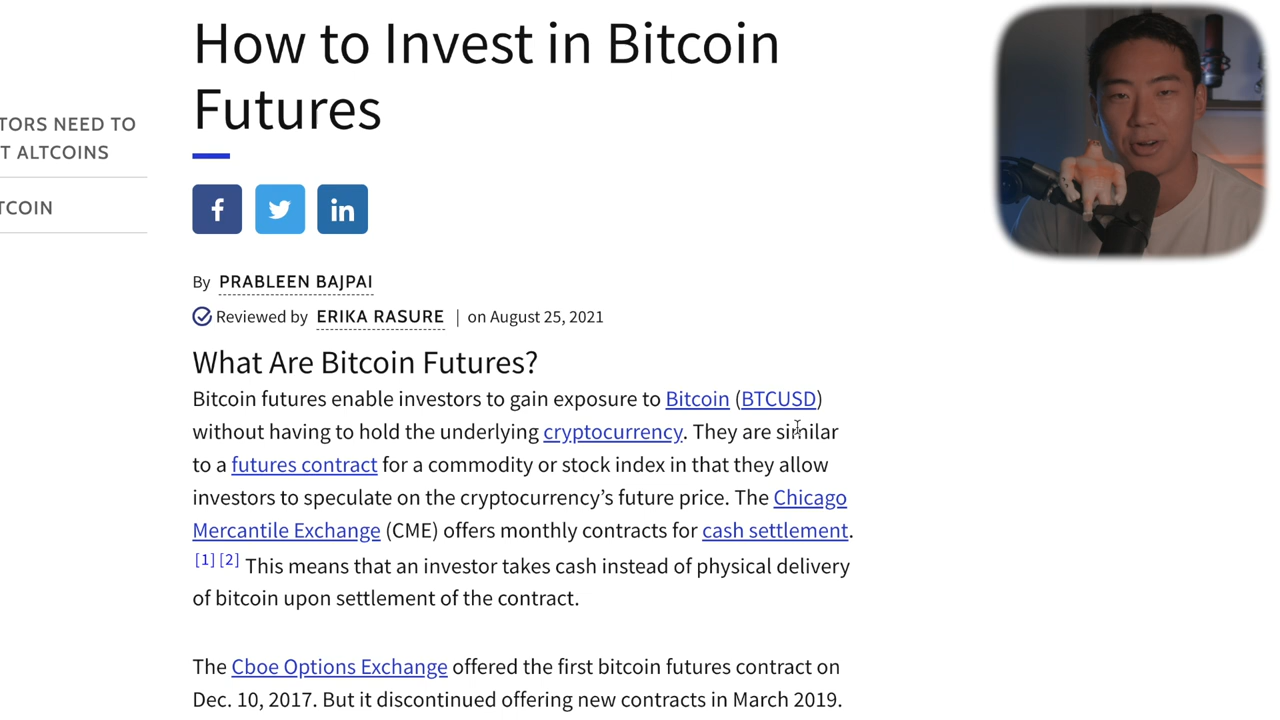 How to Invest in Bitcoin
Futures
TORS NEED TO
T ALTCOINS
TCOIN
f
in
By PRABLEEN BAJPAI
Reviewed by ERIKA RASURE | on August 25, 2021
What Are Bitcoin Futures?
Bitcoin futures enable investors to gain exposure to Bitcoin (BTCUSD)
without having to hold the underlying cryptocurrency. They are similar
to a futures contract for a commodity or stock index in that they allow
investors to speculate on the cryptocurrency’s future price. The Chicago
Mercantile Exchange (CME) offers monthly contracts for cash settlement.
[1] [2] This means that an investor takes cash instead of physical delivery
of bitcoin upon settlement of the contract.
The Cboe Options Exchange offered the first bitcoin futures contract on
Dec. 10, 2017. But it discontinued offering new contracts in March 2019.